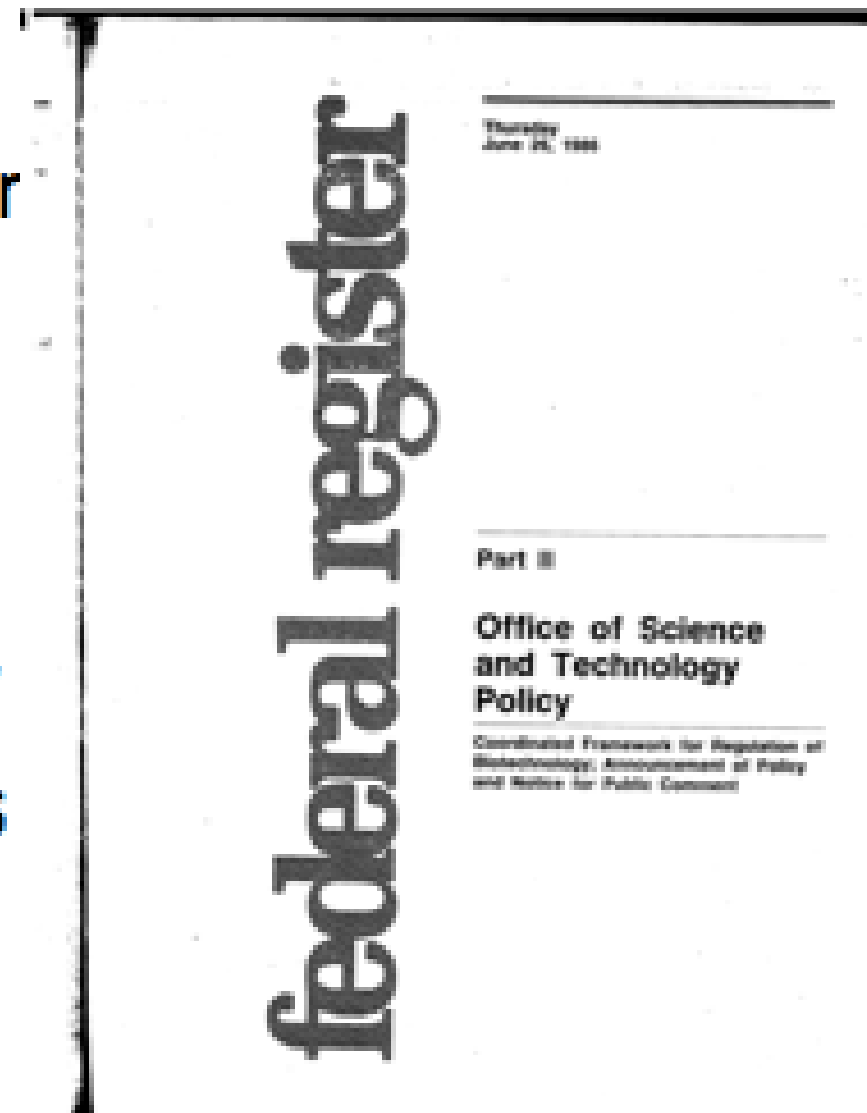 federal register
Thursday
June 26, 1986
Part II
Office of Science
and Technology
Policy
Coordinated Framework for Regulation of
Biotechnology; Announcement of Policy
and Notice for Public Comment
r
s